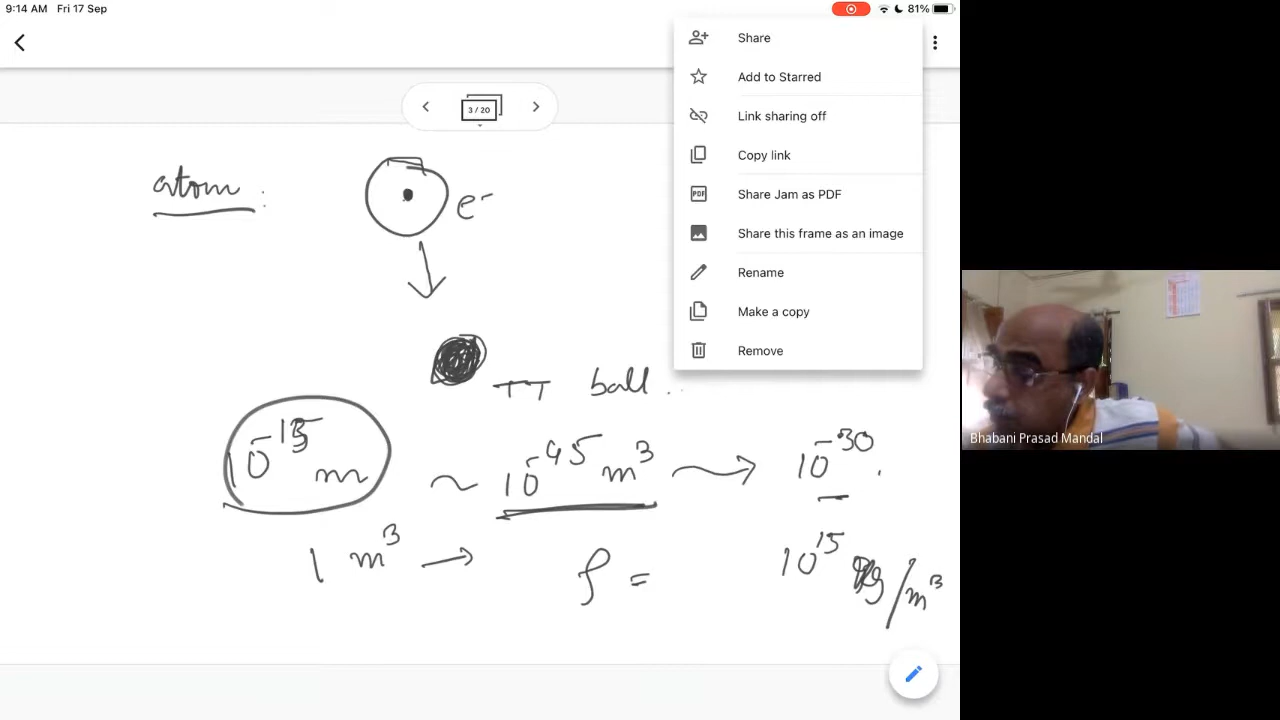 9:14 AM Fri 17 Sep
81%
3 / 20
Share
Add to Starred
Link sharing off
Copy link
PDF Share Jam as PDF
Share this frame as an image
Rename
Make a copy
Remove
atom :
e⁻
TT ball .
10⁻¹⁵ m ~ 10⁻⁴⁵ m³ → 10⁻³⁰ .
1 m³ → ρ = 10¹⁵ kg/m³
Bhabani Prasad Mandal